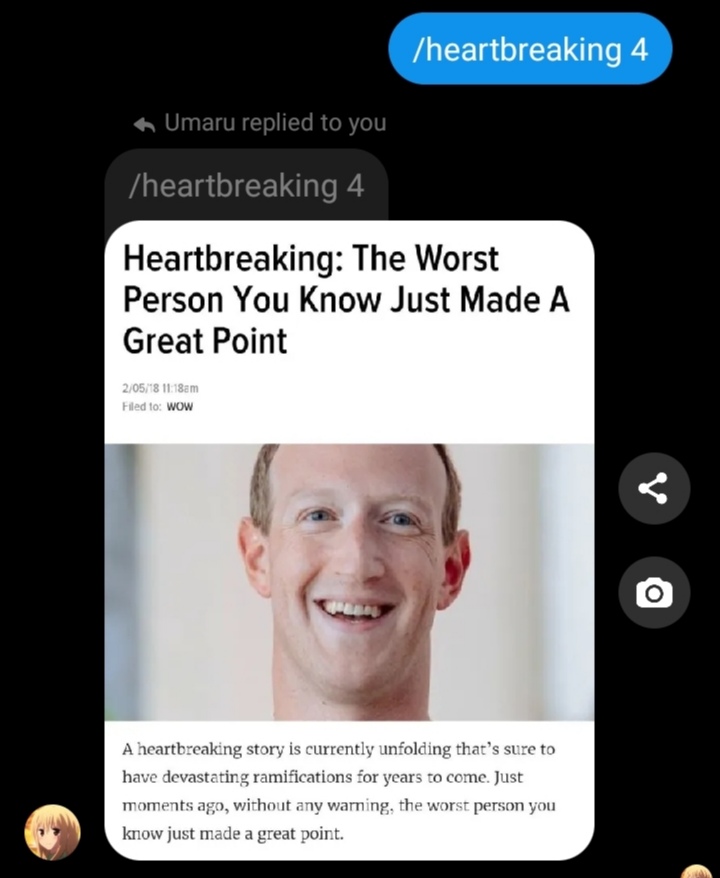 /heartbreaking 4
Umaru replied to you
/heartbreaking 4
Heartbreaking: The Worst
Person You Know Just Made A
Great Point
2/05/18 11:18am
Filed to: WOW
A heartbreaking story is currently unfolding that's sure to
have devastating ramifications for years to come. Just
moments ago, without any warning, the worst person you
know just made a great point.